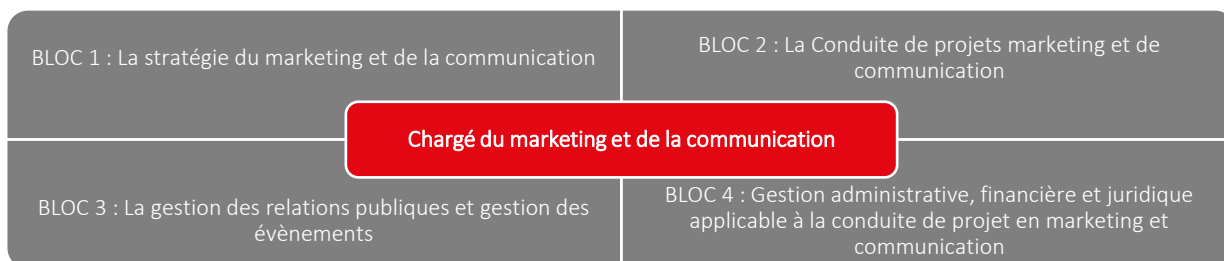 BLOC 1 : La stratégie du marketing et de la communication
BLOC 2 : La Conduite de projets marketing et de
communication
Chargé du marketing et de la communication
BLOC 3 : La gestion des relations publiques et gestion des
évènements
BLOC 4 : Gestion administrative, financière et juridique
applicable à la conduite de projet en marketing et
communication